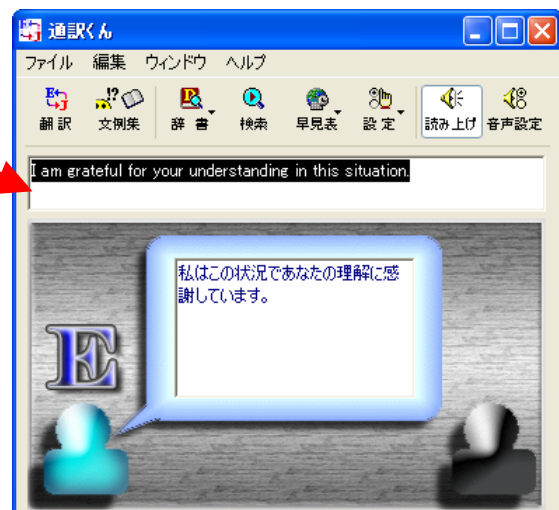 通訳くん
ファイル 編集 ウィンドウ ヘルプ
翻訳 文例集 辞書 検索 早見表 設定 読み上げ 音声設定
I am grateful for your understanding in this situation.
私はこの状況であなたの理解に感
謝しています。
E